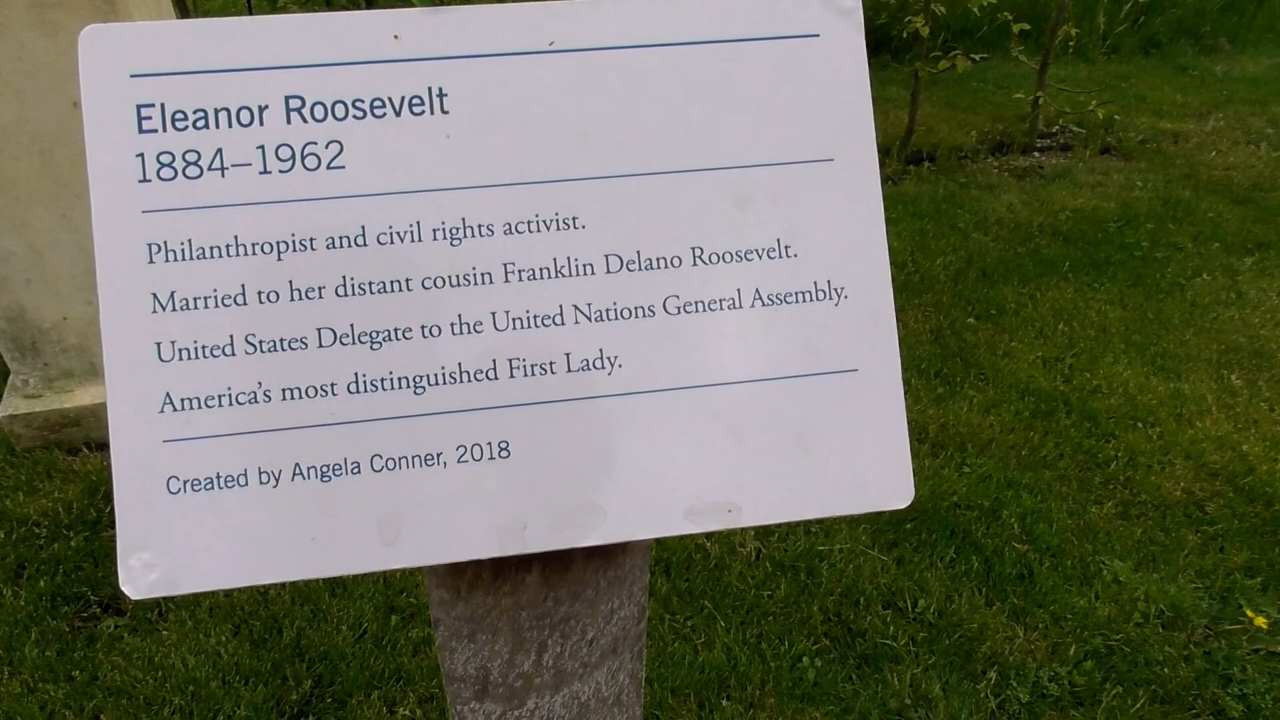 Eleanor Roosevelt
1884–1962
Philanthropist and civil rights activist.
Married to her distant cousin Franklin Delano Roosevelt.
United States Delegate to the United Nations General Assembly.
America’s most distinguished First Lady.
Created by Angela Conner, 2018